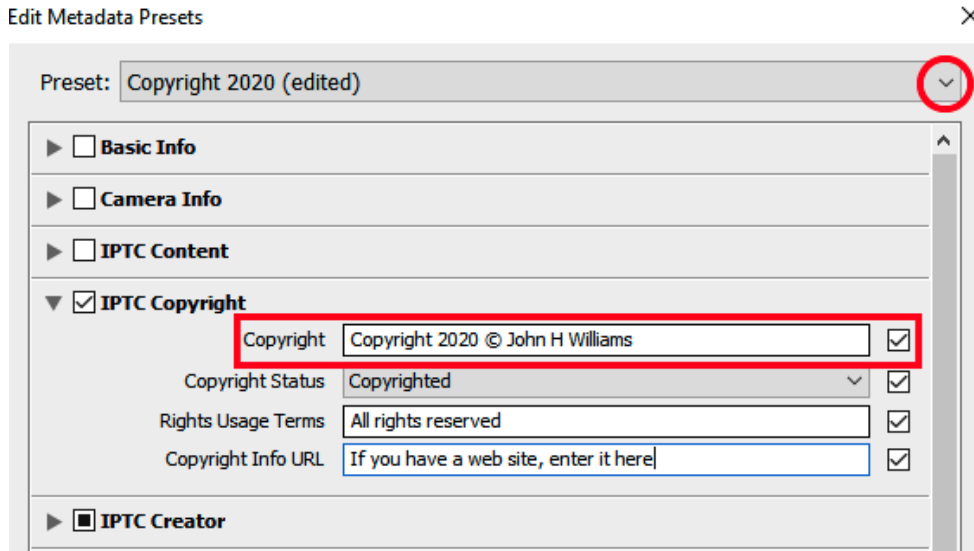 Edit Metadata Presets
Preset: Copyright 2020 (edited)
Basic Info
Camera Info
IPTC Content
IPTC Copyright
Copyright Copyright 2020 © John H Williams
Copyright Status Copyrighted
Rights Usage Terms All rights reserved
Copyright Info URL If you have a web site, enter it here
IPTC Creator